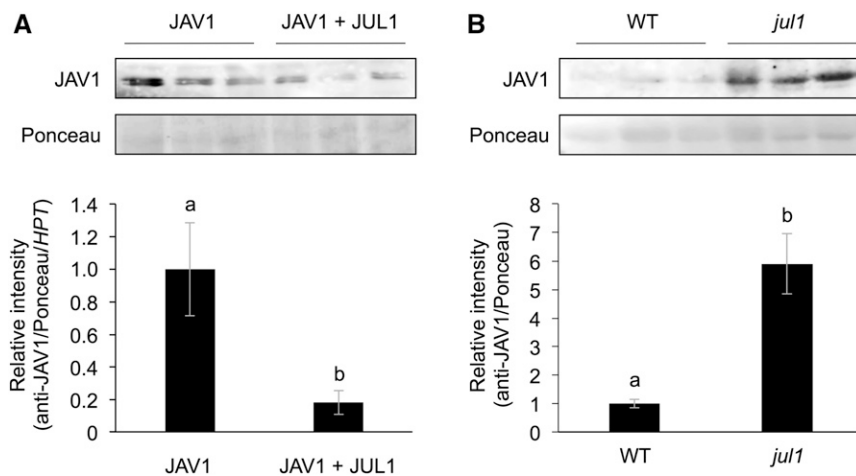 A
JAV1 JAV1 + JUL1
JAV1
Ponceau
Relative intensity
(anti-JAV1/Ponceau/HPT)
1.4
1.2
1.0
0.8
0.6
0.4
0.2
0
a
b
JAV1 JAV1 + JUL1
B
WT jul1
JAV1
Ponceau
Relative intensity
(anti-JAV1/Ponceau)
8
7
6
5
4
3
2
1
0
a
b
WT jul1